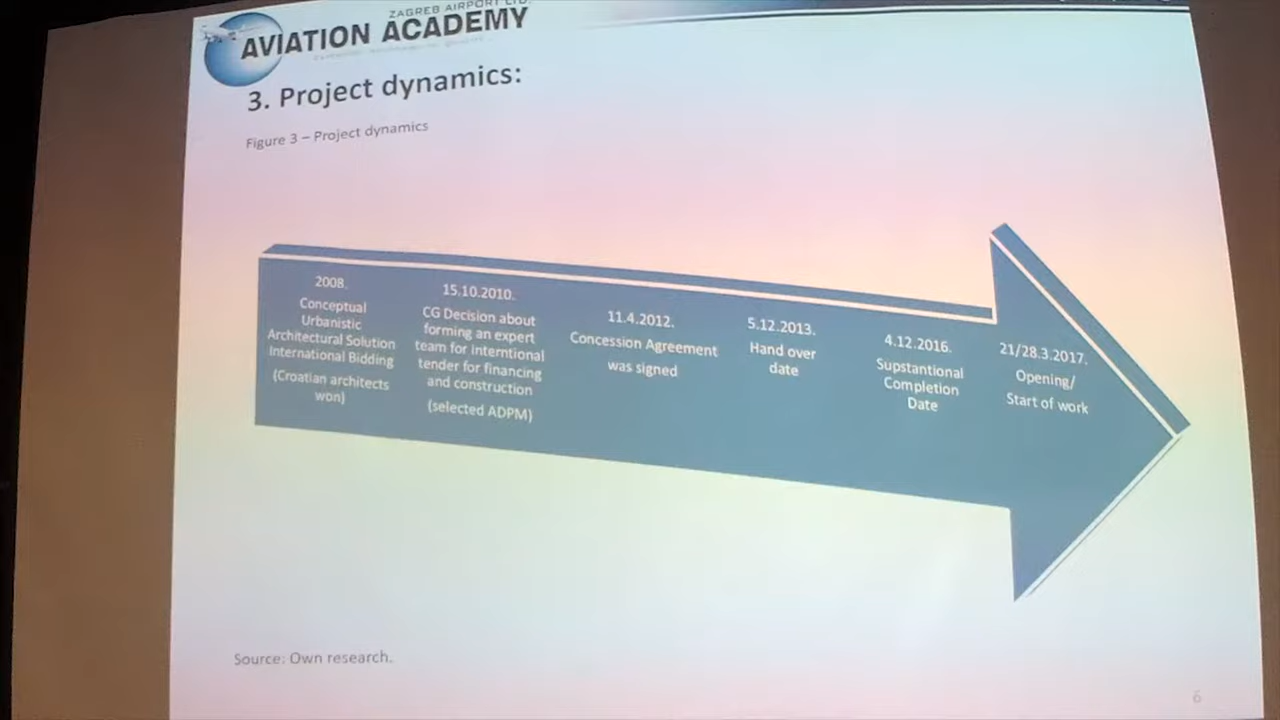 ZAGREB AIRPORT LTD.
AVIATION ACADEMY
3. Project dynamics:
Figure 3 – Project dynamics
2008.
Conceptual
Urbanistic
Architectural Solution
International Bidding
(Croatian architects
won)
15.10.2010.
CG Decision about
forming an expert
team for interntional
tender for financing
and construction
(selected ADPM)
11.4.2012.
Concession Agreement
was signed
5.12.2013.
Hand over
date
4.12.2016.
Supstantional
Completion
Date
21/28.3.2017.
Opening/
Start of work
Source: Own research.
6